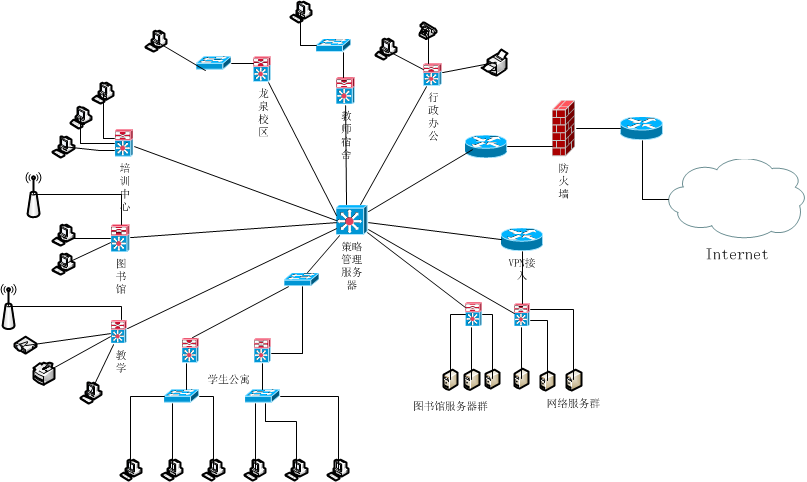 龙泉校区
教师宿舍
行政办公
培训中心
防火墙
Internet
策略
管理
服务
器
VPN接
入
图书馆
教学
学生公寓
图书馆服务器群
网络服务群